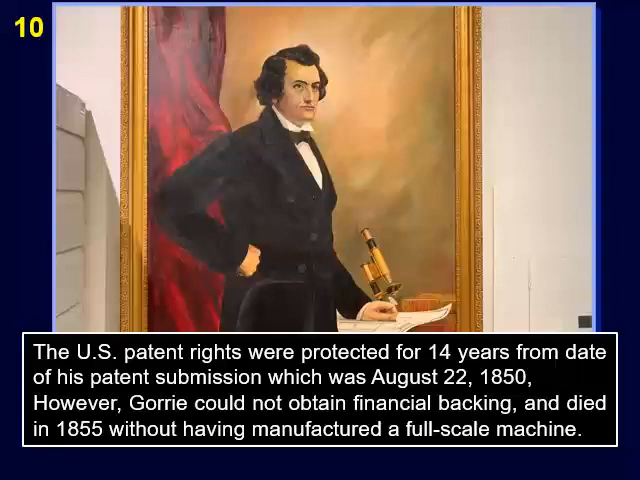 10
The U.S. patent rights were protected for 14 years from date
of his patent submission which was August 22, 1850,
However, Gorrie could not obtain financial backing, and died
in 1855 without having manufactured a full-scale machine.